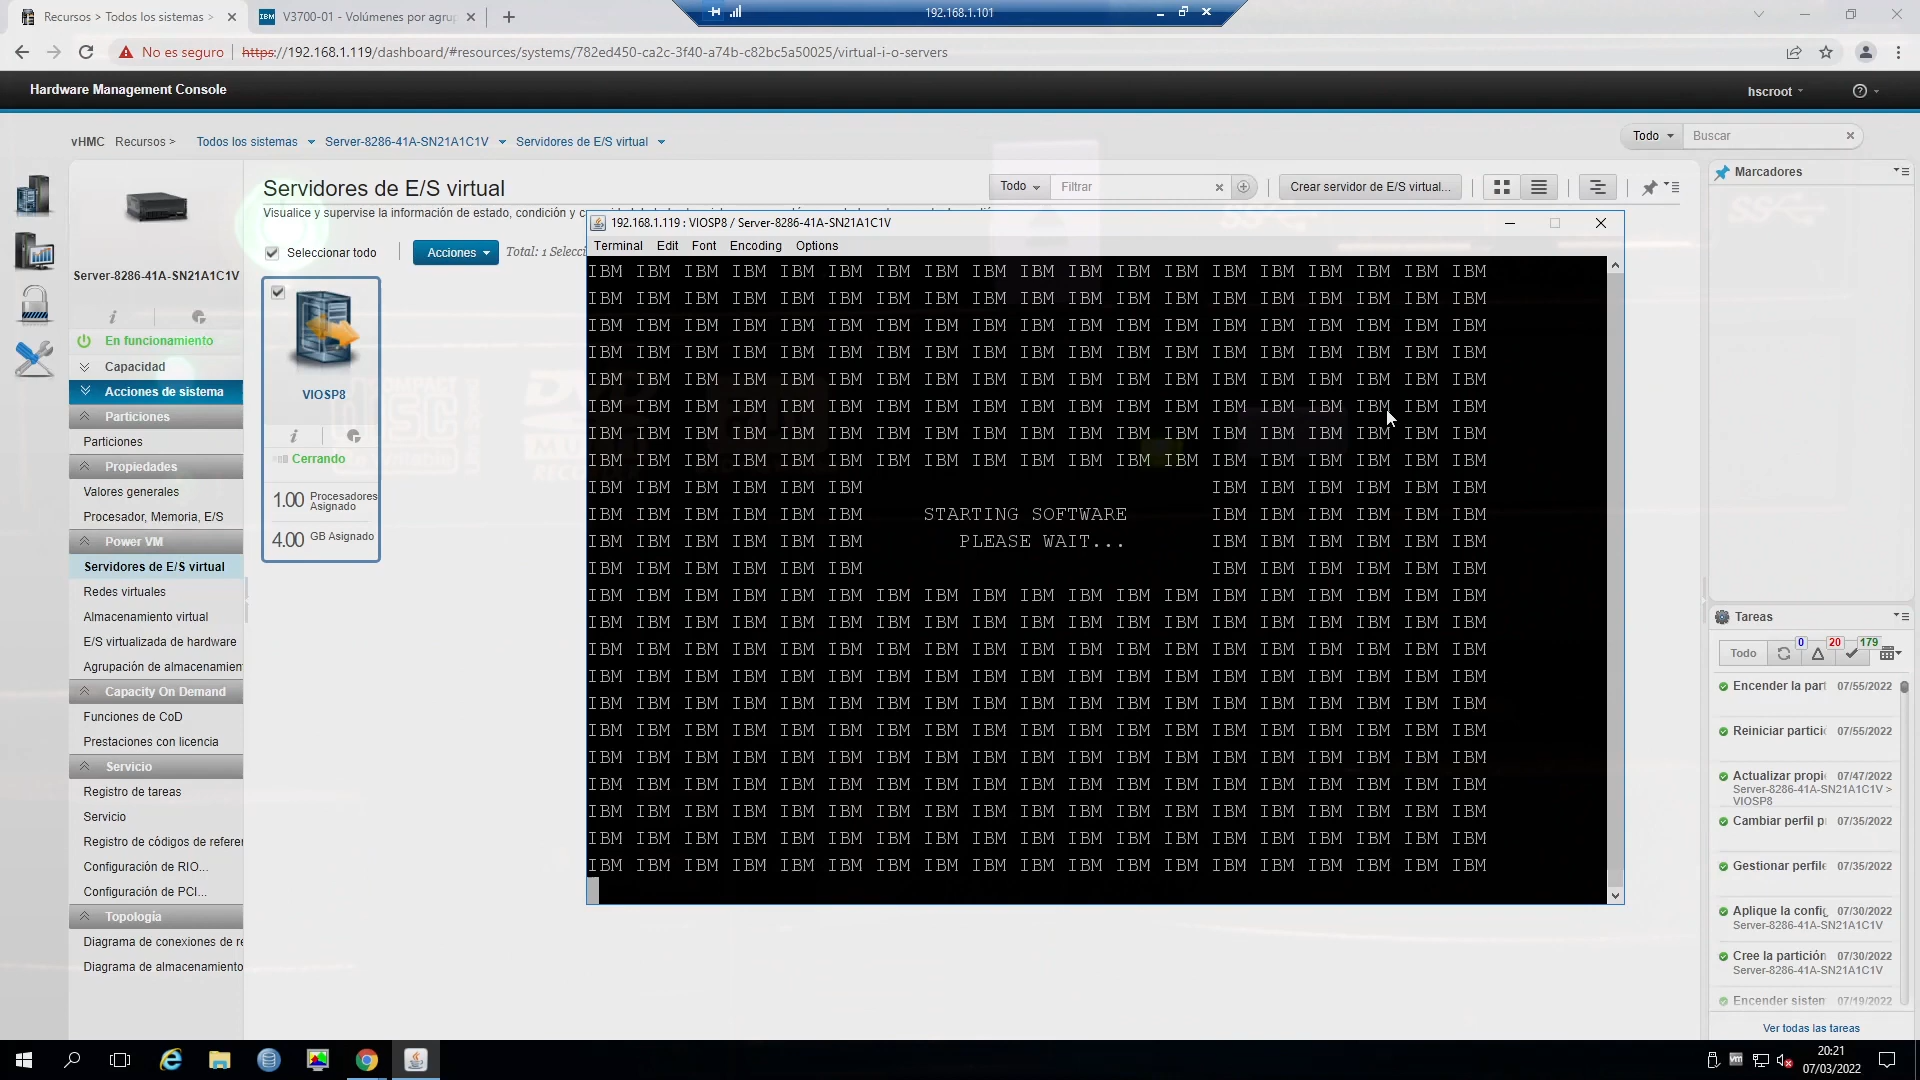 Recursos > Todos los sistemas >
V3700-01 - Volúmenes por agrup
192.168.1.101
No es seguro
https://192.168.1.119/dashboard/#resources/systems/782ed450-ca2c-3f40-a74b-c82bc5a50025/virtual-i-o-servers
Hardware Management Console
hscroot
vHMC Recursos > Todos los sistemas Server-8286-41A-SN21A1C1V Servidores de E/S virtual
Todo Buscar
Servidores de E/S virtual
Todo Filtrar
Crear servidor de E/S virtual...
Visualice y supervise la información de estado, condición y
Seleccionar todo
Acciones
Total: 1 Selecci
Server-8286-41A-SN21A1C1V
En funcionamiento
Capacidad
Acciones de sistema
Particiones
Particiones
Propiedades
Valores generales
Procesador, Memoria, E/S
Power VM
Servidores de E/S virtual
Redes virtuales
Almacenamiento virtual
E/S virtualizada de hardware
Agrupación de almacenamien
Capacity On Demand
Funciones de CoD
Prestaciones con licencia
Servicio
Registro de tareas
Servicio
Registro de códigos de referen
Configuración de RIO...
Configuración de PCI...
Topología
Diagrama de conexiones de re
Diagrama de almacenamiento
VIOSP8
Cerrando
1.00 Procesadores Asignado
4.00 GB Asignado
192.168.1.119 : VIOSP8 / Server-8286-41A-SN21A1C1V
Terminal Edit Font Encoding Options
IBM IBM IBM IBM IBM IBM IBM IBM IBM IBM IBM IBM IBM IBM IBM IBM IBM IBM IBM
IBM IBM IBM IBM IBM IBM IBM IBM IBM IBM IBM IBM IBM IBM IBM IBM IBM IBM IBM
IBM IBM IBM IBM IBM IBM IBM IBM IBM IBM IBM IBM IBM IBM IBM IBM IBM IBM IBM
IBM IBM IBM IBM IBM IBM IBM IBM IBM IBM IBM IBM IBM IBM IBM IBM IBM IBM IBM
IBM IBM IBM IBM IBM IBM IBM IBM IBM IBM IBM IBM IBM IBM IBM IBM IBM IBM IBM
IBM IBM IBM IBM IBM IBM IBM IBM IBM IBM IBM IBM IBM IBM IBM IBM IBM IBM IBM
IBM IBM IBM IBM IBM IBM IBM IBM IBM IBM IBM IBM IBM IBM IBM IBM IBM IBM IBM
IBM IBM IBM IBM IBM IBM IBM IBM IBM IBM IBM IBM IBM IBM IBM IBM IBM IBM IBM
IBM IBM IBM IBM IBM IBM IBM IBM IBM IBM IBM IBM
IBM IBM IBM IBM IBM IBM STARTING SOFTWARE IBM IBM IBM IBM IBM IBM
IBM IBM IBM IBM IBM IBM PLEASE WAIT... IBM IBM IBM IBM IBM IBM
IBM IBM IBM IBM IBM IBM IBM IBM IBM IBM IBM IBM
IBM IBM IBM IBM IBM IBM IBM IBM IBM IBM IBM IBM IBM IBM IBM IBM IBM IBM IBM
IBM IBM IBM IBM IBM IBM IBM IBM IBM IBM IBM IBM IBM IBM IBM IBM IBM IBM IBM
IBM IBM IBM IBM IBM IBM IBM IBM IBM IBM IBM IBM IBM IBM IBM IBM IBM IBM IBM
IBM IBM IBM IBM IBM IBM IBM IBM IBM IBM IBM IBM IBM IBM IBM IBM IBM IBM IBM
IBM IBM IBM IBM IBM IBM IBM IBM IBM IBM IBM IBM IBM IBM IBM IBM IBM IBM IBM
IBM IBM IBM IBM IBM IBM IBM IBM IBM IBM IBM IBM IBM IBM IBM IBM IBM IBM IBM
IBM IBM IBM IBM IBM IBM IBM IBM IBM IBM IBM IBM IBM IBM IBM IBM IBM IBM IBM
IBM IBM IBM IBM IBM IBM IBM IBM IBM IBM IBM IBM IBM IBM IBM IBM IBM IBM IBM
IBM IBM IBM IBM IBM IBM IBM IBM IBM IBM IBM IBM IBM IBM IBM IBM IBM IBM IBM
IBM IBM IBM IBM IBM IBM IBM IBM IBM IBM IBM IBM IBM IBM IBM IBM IBM IBM IBM
IBM IBM IBM IBM IBM IBM IBM IBM IBM IBM IBM IBM IBM IBM IBM IBM IBM IBM IBM
Marcadores
Tareas
Todo 0 20 179
Encender la part 07/55/2022
Reiniciar partici 07/55/2022
Actualizar propi 07/47/2022
Server-8286-41A-SN21A1C1V >
VIOSP8
Cambiar perfil p 07/35/2022
Gestionar perfile 07/35/2022
Aplique la config 07/30/2022
Server-8286-41A-SN21A1C1V
Cree la partición 07/30/2022
Server-8286-41A-SN21A1C1V
Encender sistem 07/19/2022
Ver todas las tareas
20:21
07/03/2022